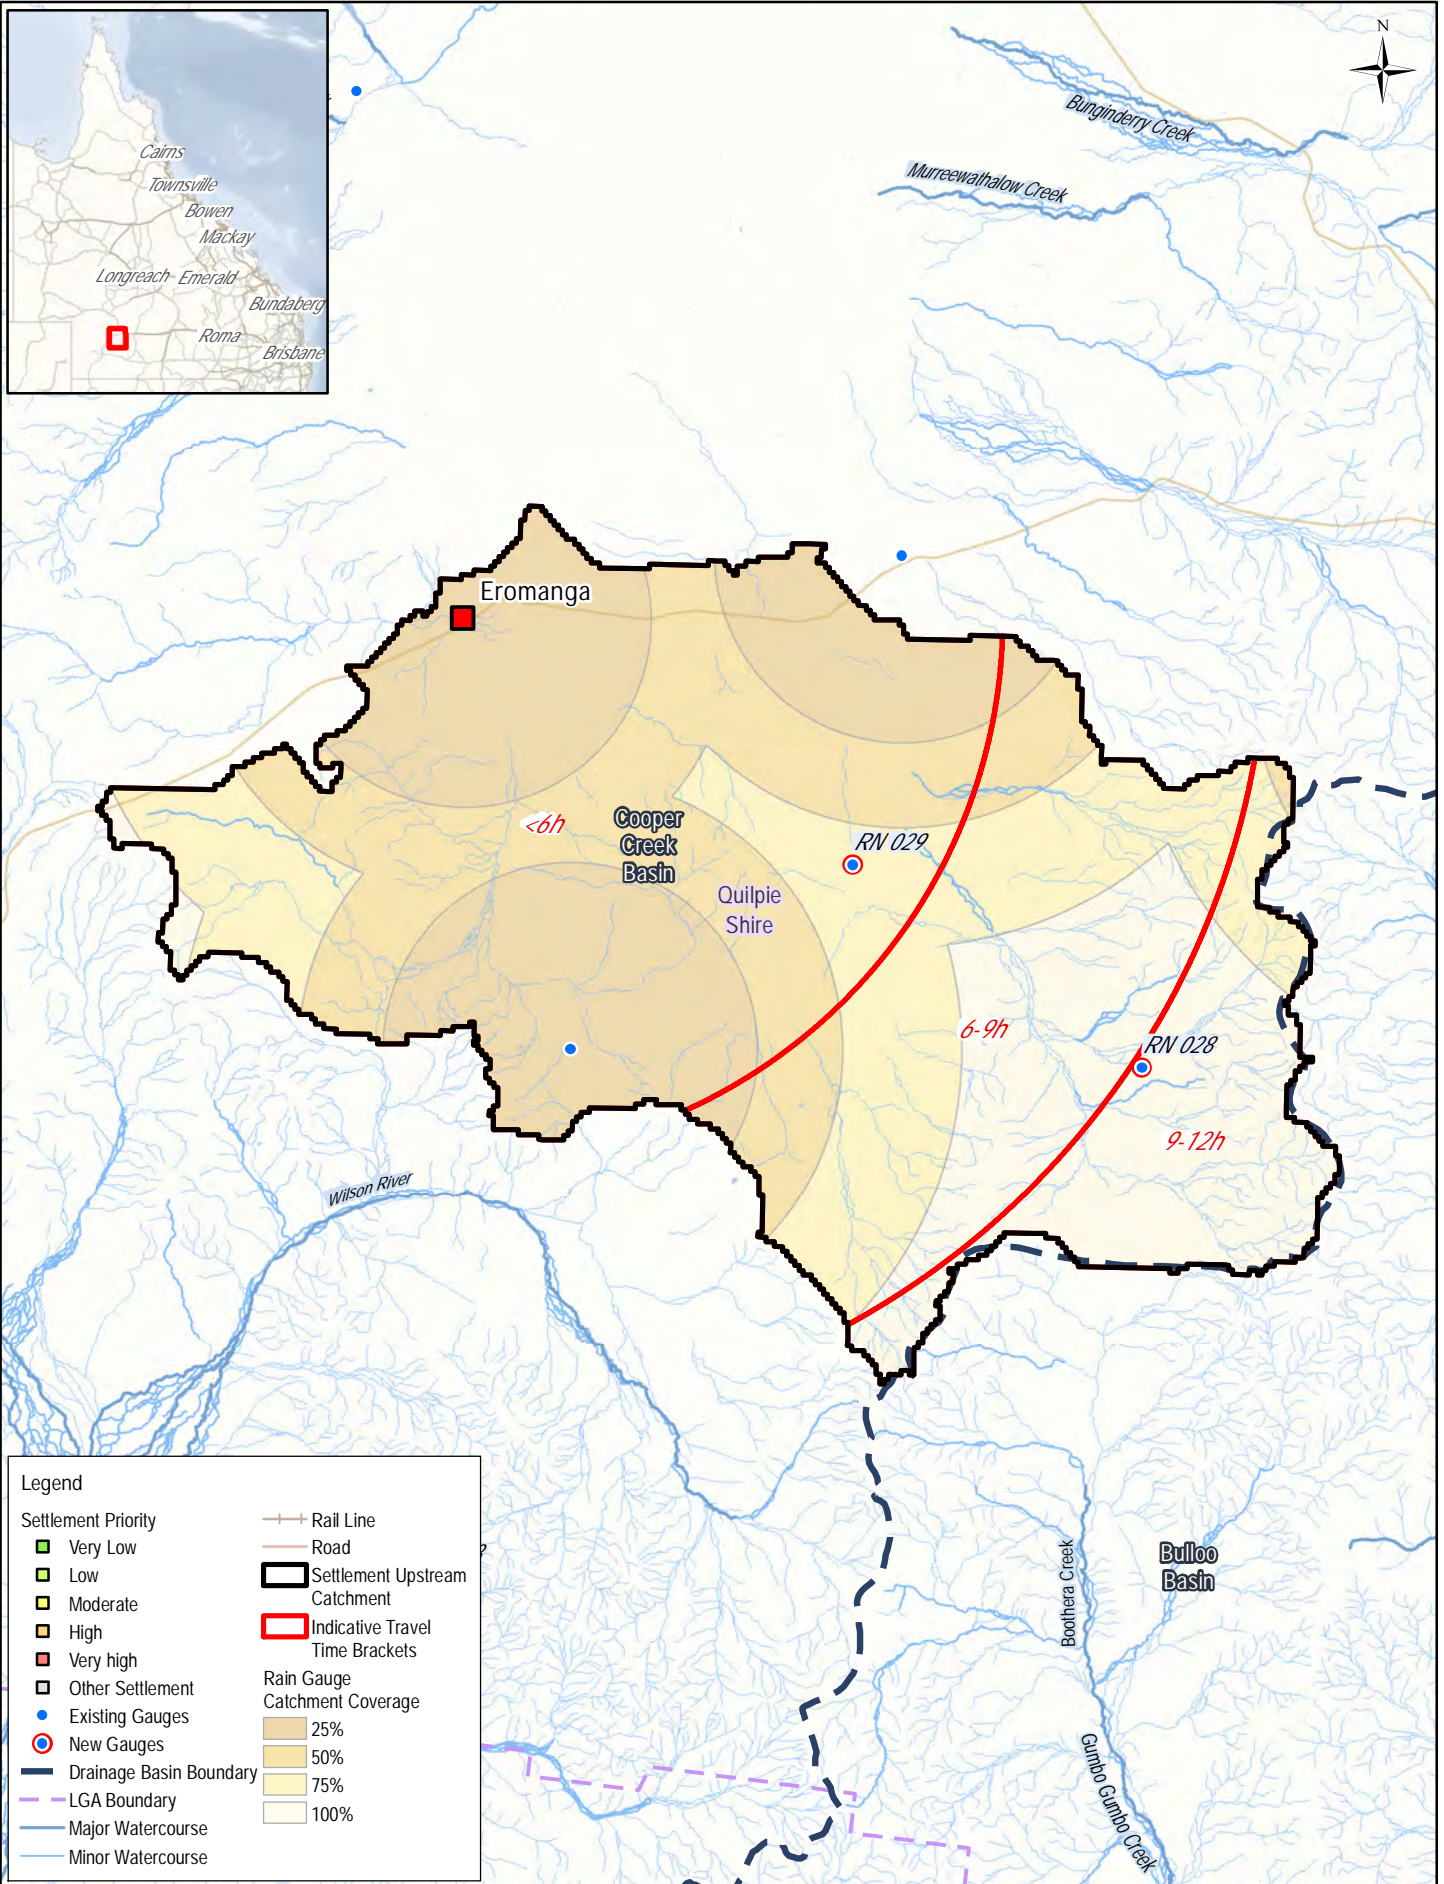 N
Cairns
Townsville
Bowen
Mackay
Longreach
Emerald
Bundaberg
Roma
Brisbane
Bunginderry Creek
Murreewathalow Creek
Eromanga
<6h
Cooper
Creek
Basin
RN 029
Quilpie
Shire
6-9h
RN 028
9-12h
Wilson River
Boothera Creek
Bulloo
Basin
Gumbo Gumbo Creek
Legend
Settlement Priority
Very Low
Low
Moderate
High
Very high
Other Settlement
Existing Gauges
New Gauges
Drainage Basin Boundary
LGA Boundary
Major Watercourse
Minor Watercourse
Rail Line
Road
Settlement Upstream
Catchment
Indicative Travel
Time Brackets
Rain Gauge
Catchment Coverage
25%
50%
75%
100%